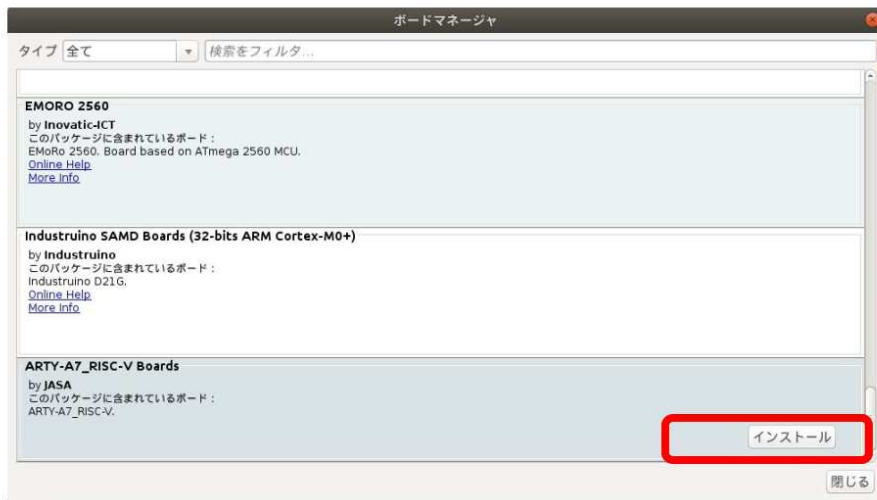 ボードマネージャ
タイプ 全て 検索をフィルタ...
EMORO 2560
by Inovatic-ICT
このパッケージに含まれているボード：
EMoRo 2560. Board based on ATmega 2560 MCU.
Online Help
More Info
Industruino SAMD Boards (32-bits ARM Cortex-M0+)
by Industruino
このパッケージに含まれているボード：
Industruino D21G.
Online Help
More Info
ARTY-A7_RISC-V Boards
by JASA
このパッケージに含まれているボード：
ARTY-A7_RISC-V.
インストール
閉じる